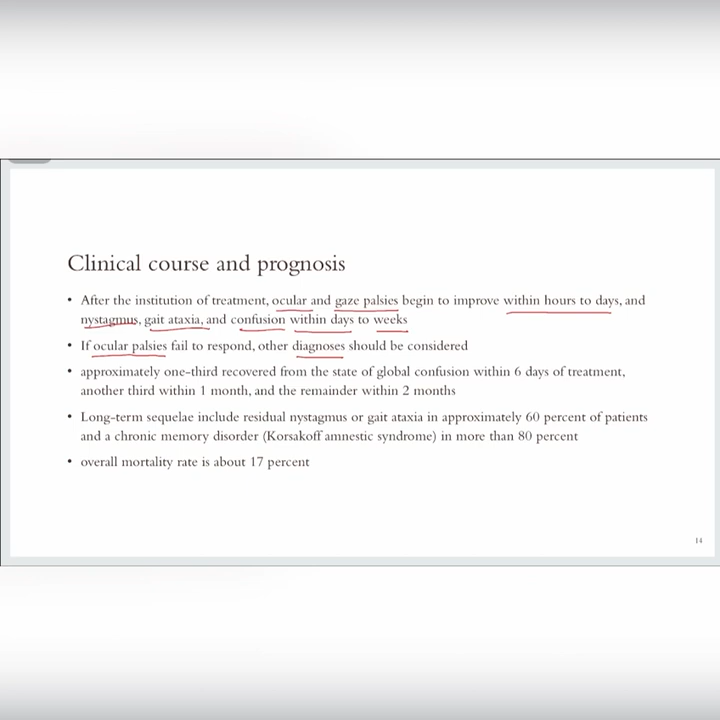 Clinical course and prognosis
• After the institution of treatment, ocular and gaze palsies begin to improve within hours to days, and
nystagmus, gait ataxia, and confusion within days to weeks
• If ocular palsies fail to respond, other diagnoses should be considered
• approximately one-third recovered from the state of global confusion within 6 days of treatment,
another third within 1 month, and the remainder within 2 months
• Long-term sequelae include residual nystagmus or gait ataxia in approximately 60 percent of patients
and a chronic memory disorder (Korsakoff amnestic syndrome) in more than 80 percent
• overall mortality rate is about 17 percent
14